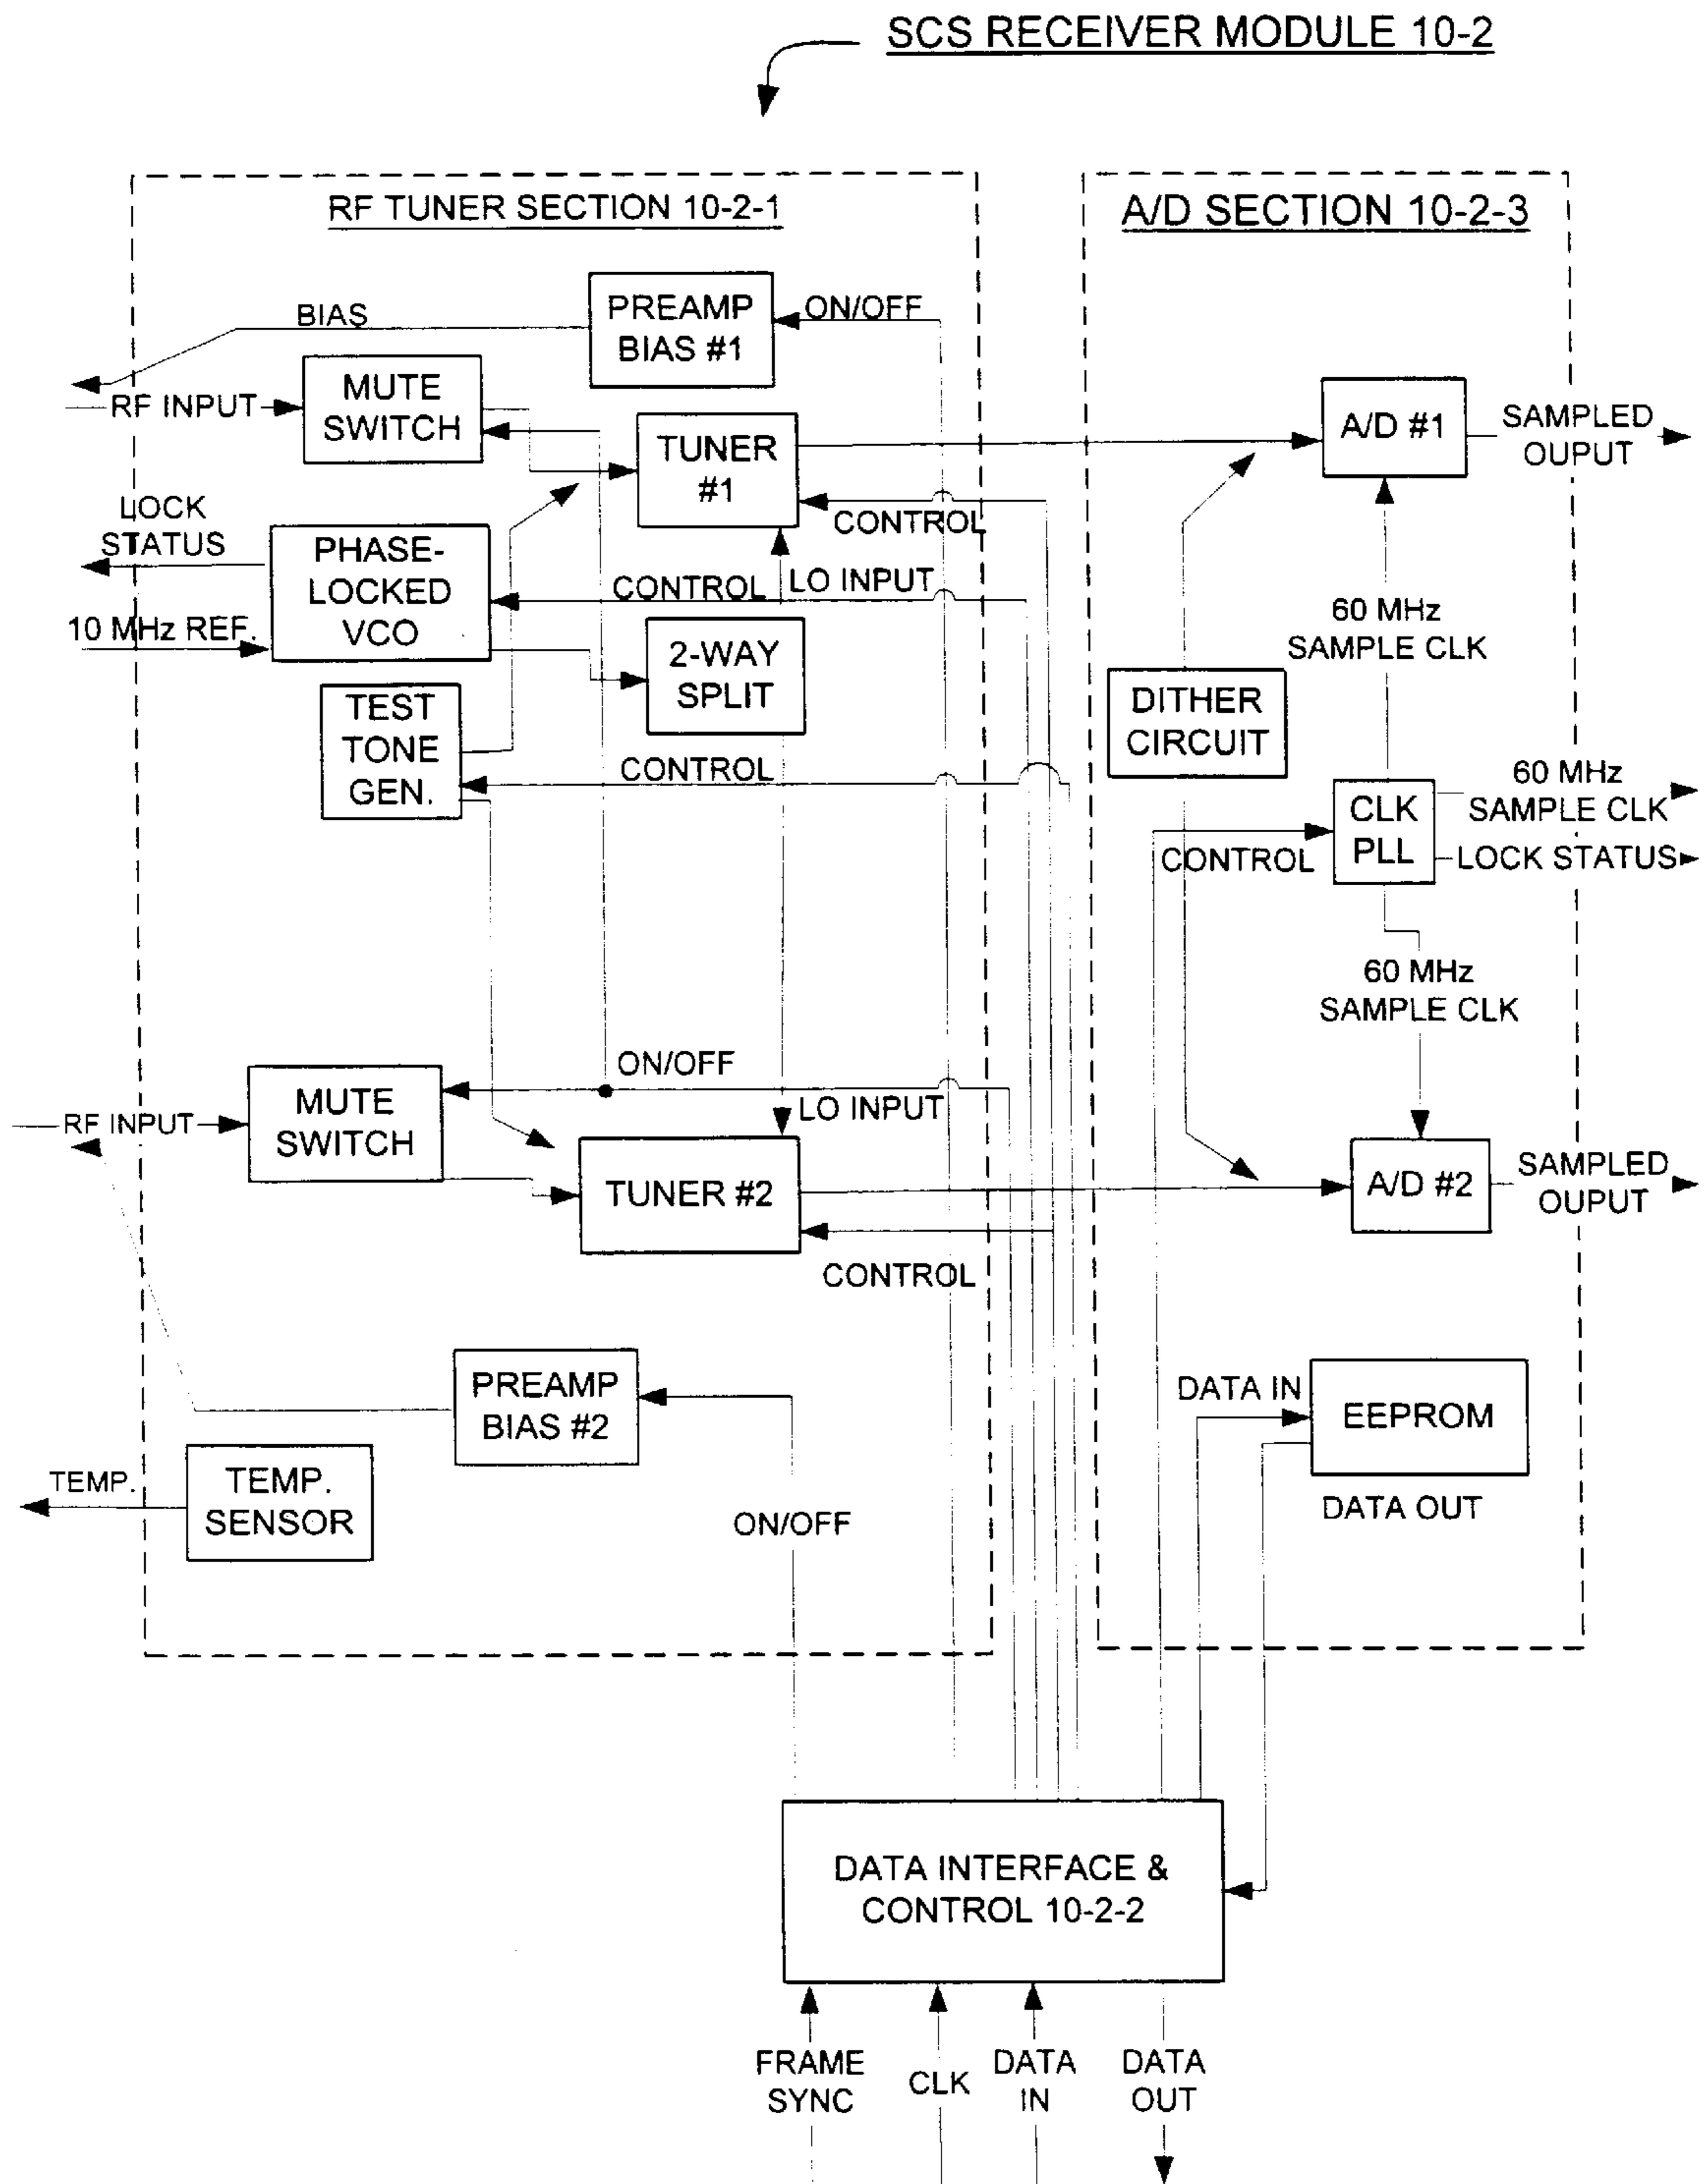 SCS RECEIVER MODULE 10-2
RF TUNER SECTION 10-2-1
A/D SECTION 10-2-3
BIAS
PREAMP
BIAS #1
ON/OFF
RF INPUT
MUTE
SWITCH
TUNER
#1
CONTROL
A/D #1
SAMPLED
OUPUT
LOCK
STATUS
PHASE-
LOCKED
VCO
CONTROL
LO INPUT
10 MHz REF.
2-WAY
SPLIT
60 MHz
SAMPLE CLK
DITHER
CIRCUIT
TEST
TONE
GEN.
CONTROL
CLK
PLL
CONTROL
60 MHz
SAMPLE CLK
LOCK STATUS
60 MHz
SAMPLE CLK
RF INPUT
MUTE
SWITCH
ON/OFF
LO INPUT
TUNER #2
CONTROL
A/D #2
SAMPLED
OUPUT
PREAMP
BIAS #2
ON/OFF
TEMP.
TEMP.
SENSOR
DATA IN
EEPROM
DATA OUT
DATA INTERFACE &
CONTROL 10-2-2
FRAME
SYNC
CLK
DATA
IN
DATA
OUT